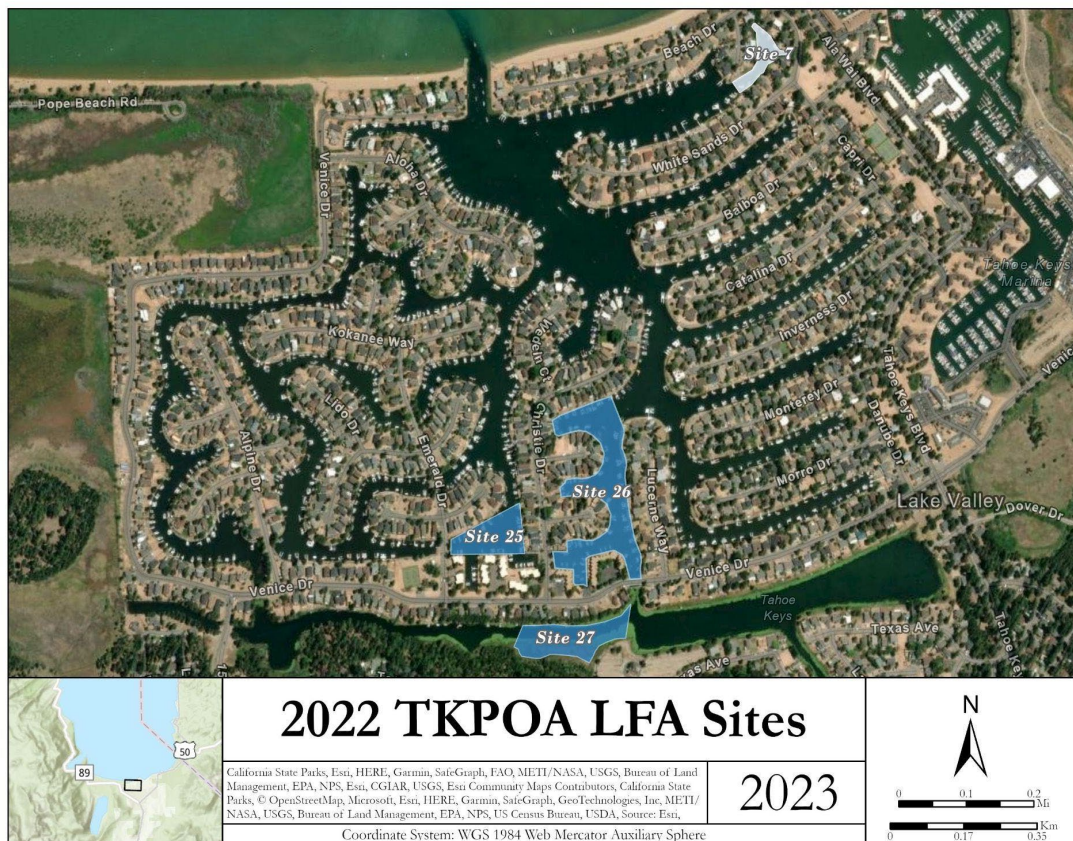 Beach Dr
Site 7
Ala Wai Blvd
Pope Beach Rd
Venice Dr
Aloha Dr
White Sands Dr
Capri Dr
Balboa Dr
Catalina Dr
Tahoe Keys
Marina
Inverness Dr
Kokanee Way
Wedeln Ct
Venic
Lido Dr
Christie Dr
Monterey Dr
Tahoe Keys Blvd
Danube Dr
Alpine Dr
Emerald Dr
Site 26
Lucerne Way
Morro Dr
Lake Valley
Dover Dr
Site 25
Venice Dr
Venice Dr
Tahoe
Keys
Site 27
Texas Ave
as Ave
Tahoe Key
2022 TKPOA LFA Sites
California State Parks, Esri, HERE, Garmin, SafeGraph, FAO, METI/NASA, USGS, Bureau of Land
Management, EPA, NPS, Esri, CGIAR, USGS, Esri Community Maps Contributors, California State
Parks, © OpenStreetMap, Microsoft, Esri, HERE, Garmin, SafeGraph, GeoTechnologies, Inc, METI/
NASA, USGS, Bureau of Land Management, EPA, NPS, US Census Bureau, USDA, Source: Esri,
Coordinate System: WGS 1984 Web Mercator Auxiliary Sphere
2023
89
50
N
0 0.1 0.2
Mi
Km
0 0.17 0.35